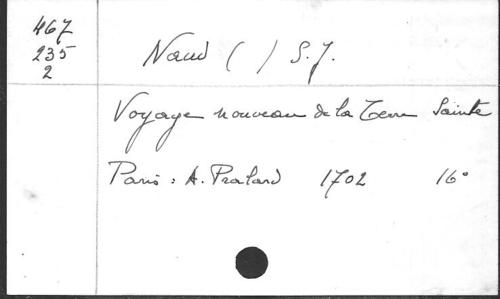 467
235
2
Naud ( ) S.J.
Voyage nouveau de la Terre Sainte
Paris : A. Pralard 1702 16°